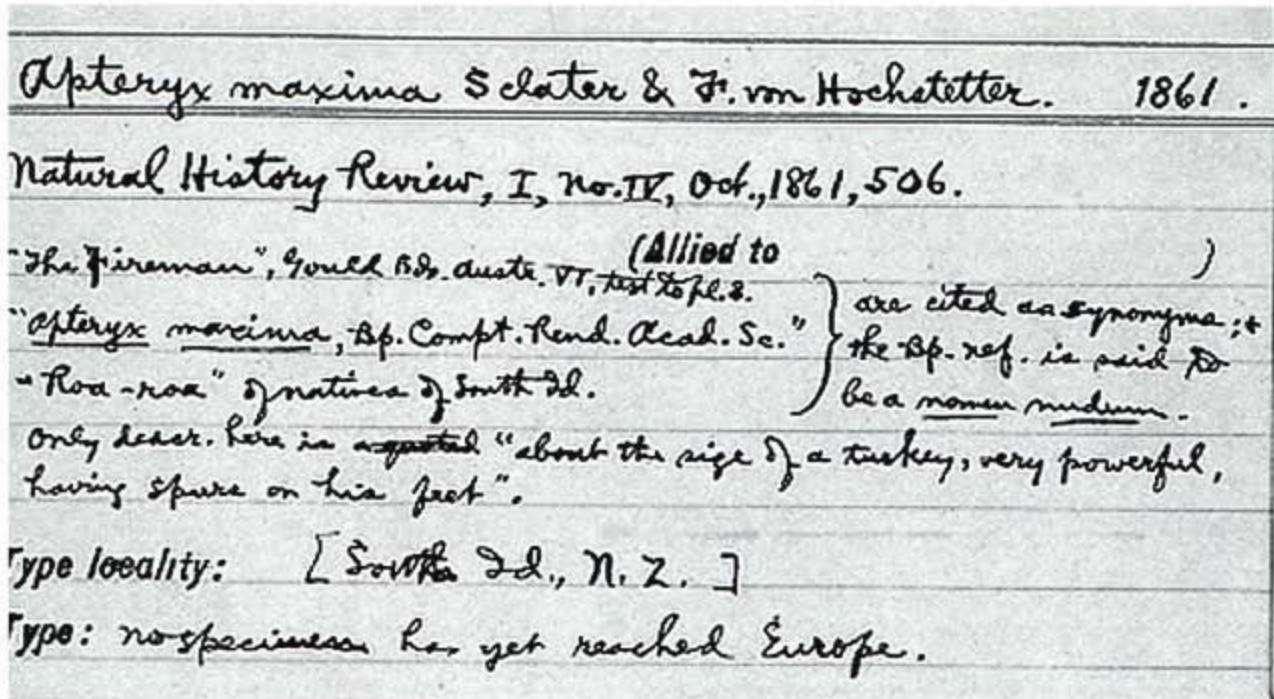 Apteryx maxima Sclater & F. von Hochstetter. 1861.
Natural History Review, I, no. IV, Oct., 1861, 506.
(Allied to )
"The Fireman", Gould Bds. Austr. VI, text to pl. 2.
"Apteryx maxima, Bp. Compt. Rend. Acad. Sc."
"Roa-roa" of natives of South Id.
are cited as synonyms; +
the Bp. ref. is said to
be a nomen nudum.
Only descr. here is a quoted "about the size of a turkey, very powerful,
having spurs on his feet".
Type locality: [South Id., N. Z.]
Type: no specimen has yet reached Europe.